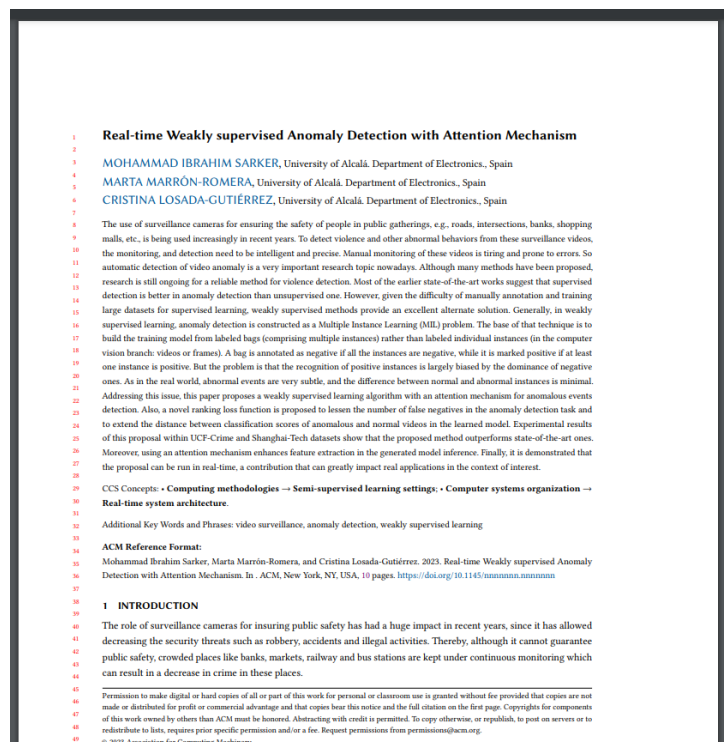 1 Real-time Weakly supervised Anomaly Detection with Attention Mechanism
2
3 MOHAMMAD IBRAHIM SARKER, University of Alcalá. Department of Electronics., Spain
4
5 MARTA MARRÓN-ROMERA, University of Alcalá. Department of Electronics., Spain
6 CRISTINA LOSADA-GUTIÉRREZ, University of Alcalá. Department of Electronics., Spain
7
8 The use of surveillance cameras for ensuring the safety of people in public gatherings, e.g., roads, intersections, banks, shopping
9 malls, etc., is being used increasingly in recent years. To detect violence and other abnormal behaviors from these surveillance videos,
10 the monitoring, and detection need to be intelligent and precise. Manual monitoring of these videos is tiring and prone to errors. So
11 automatic detection of video anomaly is a very important research topic nowadays. Although many methods have been proposed,
12
13 research is still ongoing for a reliable method for violence detection. Most of the earlier state-of-the-art works suggest that supervised
14 detection is better in anomaly detection than unsupervised one. However, given the difficulty of manually annotation and training
15 large datasets for supervised learning, weakly supervised methods provide an excellent alternate solution. Generally, in weakly
16 supervised learning, anomaly detection is constructed as a Multiple Instance Learning (MIL) problem. The base of that technique is to
17 build the training model from labeled bags (comprising multiple instances) rather than labeled individual instances (in the computer
18
19 vision branch: videos or frames). A bag is annotated as negative if all the instances are negative, while it is marked positive if at least
20 one instance is positive. But the problem is that the recognition of positive instances is largely biased by the dominance of negative
21 ones. As in the real world, abnormal events are very subtle, and the difference between normal and abnormal instances is minimal.
22 Addressing this issue, this paper proposes a weakly supervised learning algorithm with an attention mechanism for anomalous events
23 detection. Also, a novel ranking loss function is proposed to lessen the number of false negatives in the anomaly detection task and
24 to extend the distance between classification scores of anomalous and normal videos in the learned model. Experimental results
25 of this proposal within UCF-Crime and Shanghai-Tech datasets show that the proposed method outperforms state-of-the-art ones.
26 Moreover, using an attention mechanism enhances feature extraction in the generated model inference. Finally, it is demonstrated that
27 the proposal can be run in real-time, a contribution that can greatly impact real applications in the context of interest.
28
29 CCS Concepts: • Computing methodologies → Semi-supervised learning settings; • Computer systems organization →
30 Real-time system architecture.
31
32 Additional Key Words and Phrases: video surveillance, anomaly detection, weakly supervised learning
33
34 ACM Reference Format:
35 Mohammad Ibrahim Sarker, Marta Marrón-Romera, and Cristina Losada-Gutiérrez. 2023. Real-time Weakly supervised Anomaly
36 Detection with Attention Mechanism. In . ACM, New York, NY, USA, 10 pages. https://doi.org/10.1145/nnnnnnn.nnnnnnn
37
38 1 INTRODUCTION
39
40 The role of surveillance cameras for insuring public safety has had a huge impact in recent years, since it has allowed
41 decreasing the security threats such as robbery, accidents and illegal activities. Thereby, although it cannot guarantee
42
43 public safety, crowded places like banks, markets, railway and bus stations are kept under continuous monitoring which
44 can result in a decrease in crime in these places.
45
46 Permission to make digital or hard copies of all or part of this work for personal or classroom use is granted without fee provided that copies are not
47 made or distributed for profit or commercial advantage and that copies bear this notice and the full citation on the first page. Copyrights for components
48 of this work owned by others than ACM must be honored. Abstracting with credit is permitted. To copy otherwise, or republish, to post on servers or to
redistribute to lists, requires prior specific permission and/or a fee. Request permissions from permissions@acm.org.
49 © 2023 Association for Computing Machinery